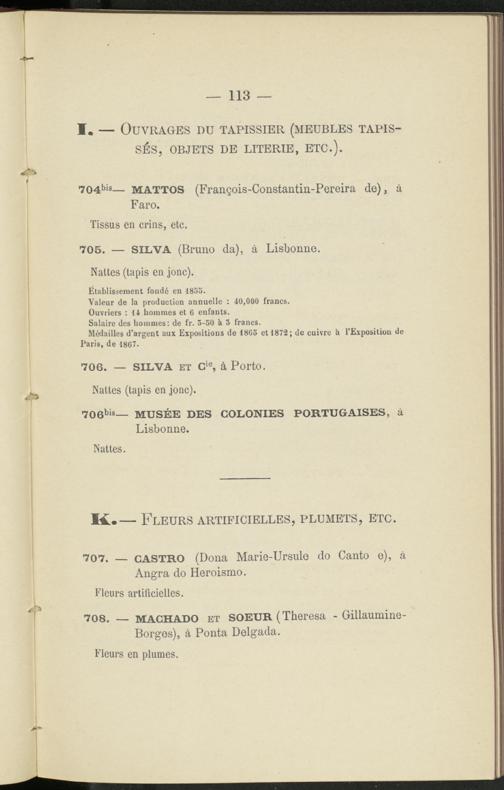 — 113 —
I. — OUVRAGES DU TAPISSIER (MEUBLES TAPIS-
SÉS, OBJETS DE LITERIE, ETC.).
704bis— MATTOS (François-Constantin-Pereira de), à
Faro.
Tissus en crins, etc.
705. — SILVA (Bruno da), à Lisbonne.
Nattes (tapis en jonc).
Établissement fondé en 1855.
Valeur de la production annuelle : 40,000 francs.
Ouvriers : 14 hommes et 6 enfants.
Salaire des hommes: de fr. 5-50 à 3 francs.
Médailles d'argent aux Expositions de 1865 et 1872; de cuivre à l'Exposition de
Paris, de 1867.
706. — SILVA ET Cie, à Porto.
Nattes (tapis en jonc).
706bis— MUSÉE DES COLONIES PORTUGAISES, à
Lisbonne.
Nattes.
K. — FLEURS ARTIFICIELLES, PLUMETS, ETC.
707. — CASTRO (Dona Marie-Ursule do Canto e), à
Angra do Heroismo.
Fleurs artificielles.
708. — MACHADO ET SOEUR (Theresa - Gillaumine-
Borges), à Ponta Delgada.
Fleurs en plumes.